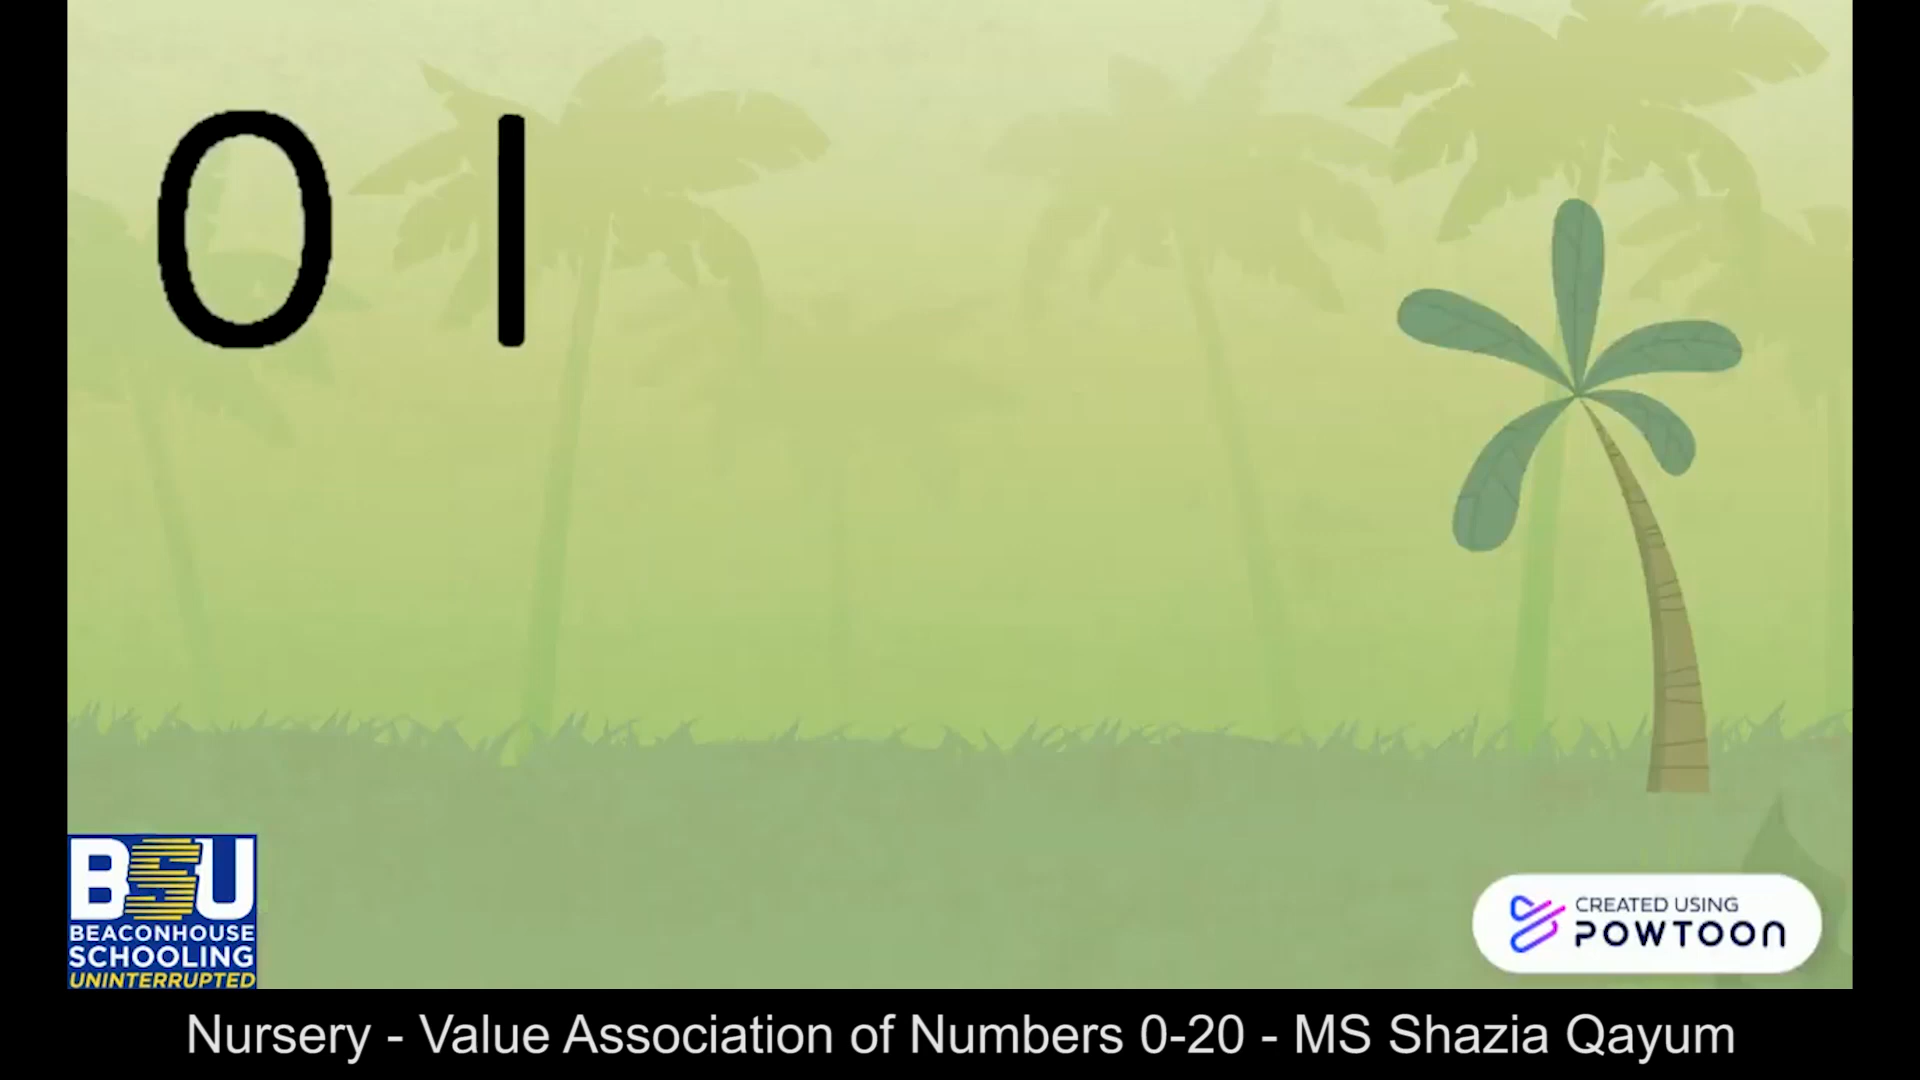 0 1
BSU
BEACONHOUSE
SCHOOLING
UNINTERRUPTED
CREATED USING
POWTOON
Nursery - Value Association of Numbers 0-20 - MS Shazia Qayum